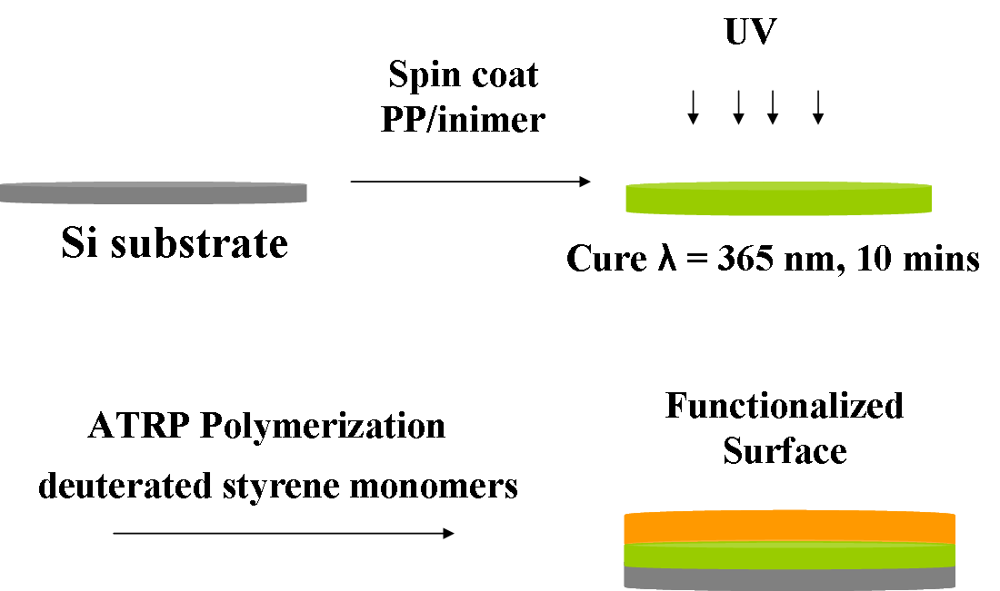 UV
Spin coat
PP/inimer
Si substrate
Cure λ = 365 nm, 10 mins
ATRP Polymerization
deuterated styrene monomers
Functionalized
Surface